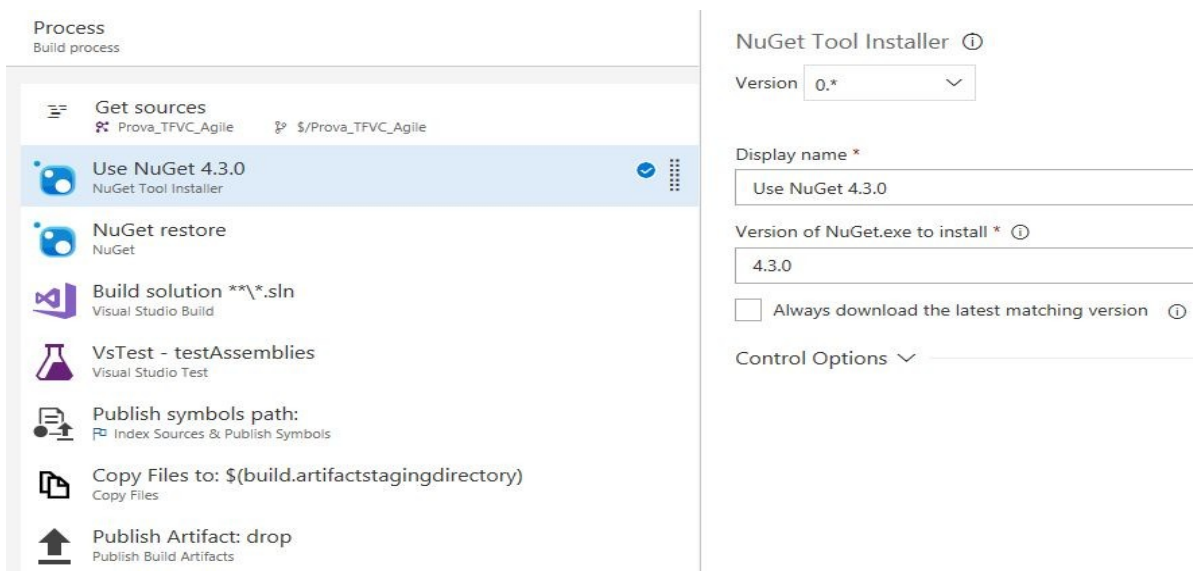 Process
Build process
Get sources
Prova_TFVC_Agile $/Prova_TFVC_Agile
Use NuGet 4.3.0
NuGet Tool Installer
NuGet restore
NuGet
Build solution **\*.sln
Visual Studio Build
VsTest - testAssemblies
Visual Studio Test
Publish symbols path:
Index Sources & Publish Symbols
Copy Files to: $(build.artifactstagingdirectory)
Copy Files
Publish Artifact: drop
Publish Build Artifacts
NuGet Tool Installer
Version 0.*
Display name *
Use NuGet 4.3.0
Version of NuGet.exe to install *
4.3.0
Always download the latest matching version
Control Options